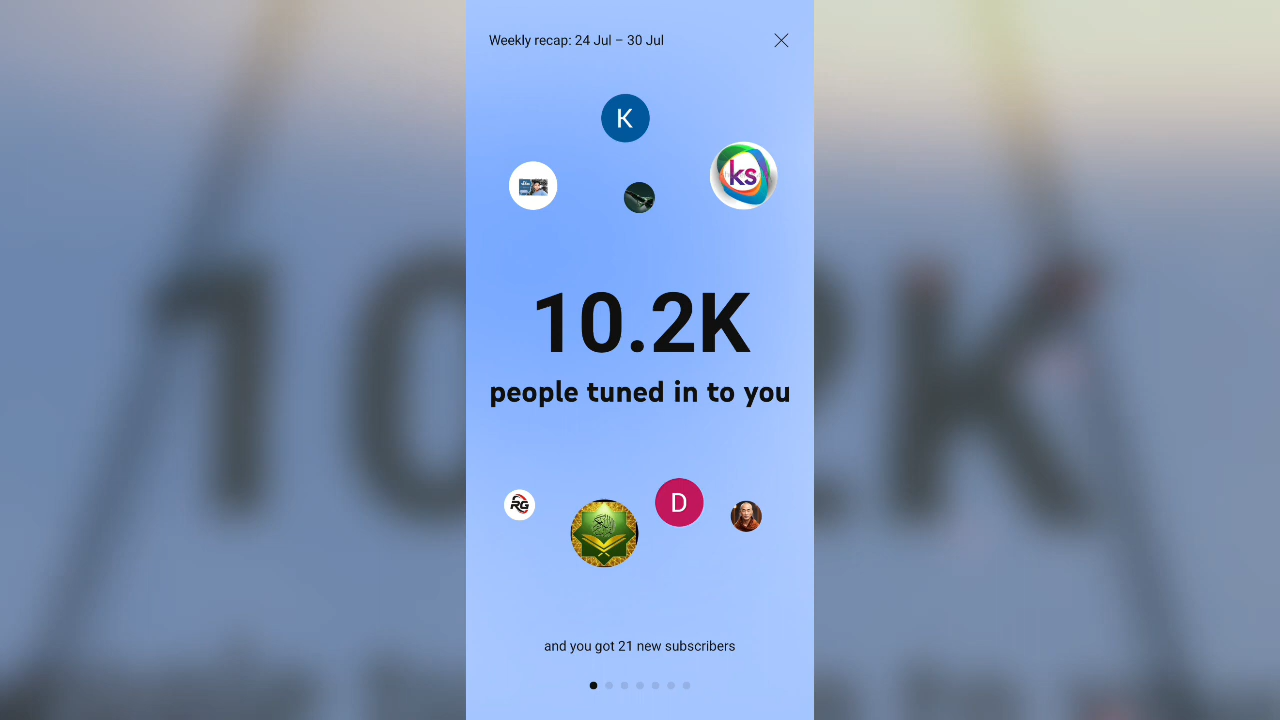 Weekly recap: 24 Jul – 30 Jul
K
ks
10.2K
people tuned in to you
RG
D
and you got 21 new subscribers